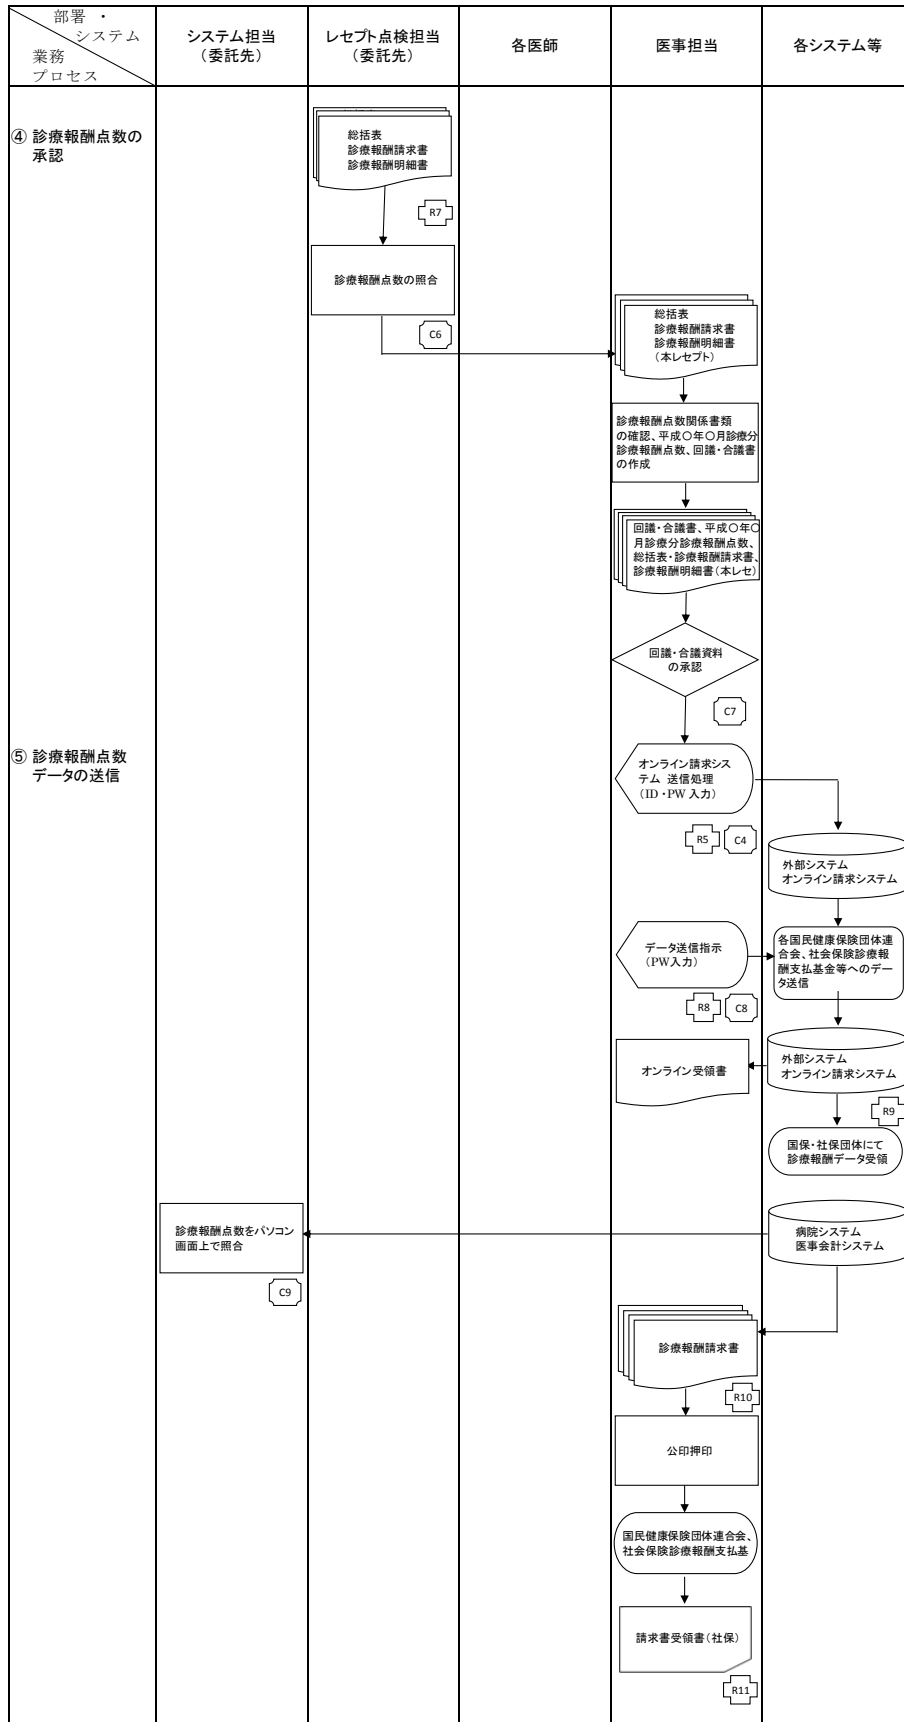 部署 ・
システム
業務
プロセス
システム担当
（委託先）
レセプト点検担当
（委託先）
各医師
医事担当
各システム等
④ 診療報酬点数の
承認
総括表
診療報酬請求書
診療報酬明細書
R7
診療報酬点数の照合
C6
総括表
診療報酬請求書
診療報酬明細書
（本レセプト）
診療報酬点数関係書類
の確認、平成〇年〇月診療分
診療報酬点数、回議・合議書
の作成
回議・合議書、平成〇年〇
月診療分診療報酬点数、
総括表・診療報酬請求書、
診療報酬明細書（本レセ）
回議・合議資料
の承認
C7
⑤ 診療報酬点数
データの送信
オンライン請求シス
テム 送信処理
（ID・PW 入力）
R5
C4
外部システム
オンライン請求システム
データ送信指示
（PW入力）
各国民健康保険団体連
合会、社会保険診療報
酬支払基金等へのデー
タ送信
R8
C8
オンライン受領書
外部システム
オンライン請求システム
R9
国保・社保団体にて
診療報酬データ受領
診療報酬点数をパソコン
画面上で照合
C9
病院システム
医事会計システム
診療報酬請求書
R10
公印押印
国民健康保険団体連合会、
社会保険診療報酬支払基
請求書受領書（社保）
R11